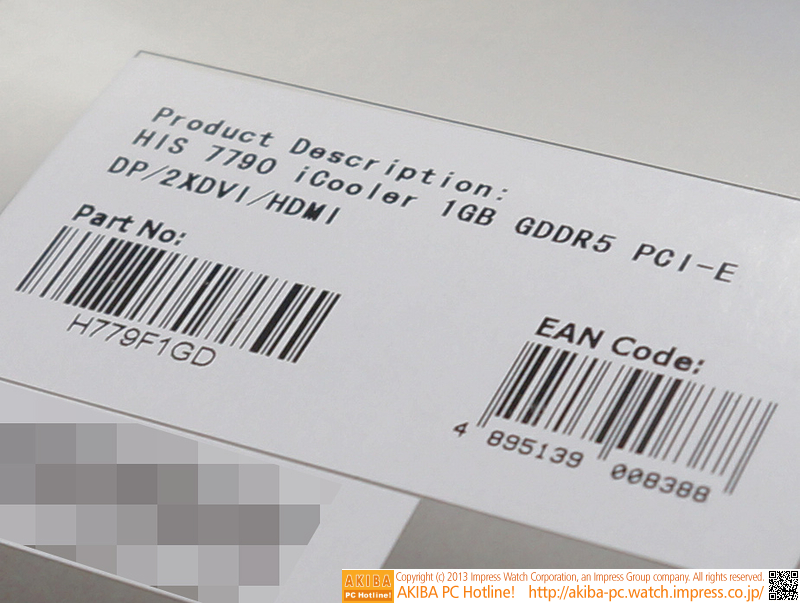 Product Description:
HIS 7790 iCooler 1GB GDDR5 PCI-E
DP/2XDVI/HDMI
Part No:
H779F1GD
EAN Code:
4 895139 008388
AKIBA
PC Hotline!
Copyright (c) 2013 Impress Watch Corporation, an Impress Group company. All rights reserved.
AKIBA PC Hotline! http://akiba-pc.watch.impress.co.jp/